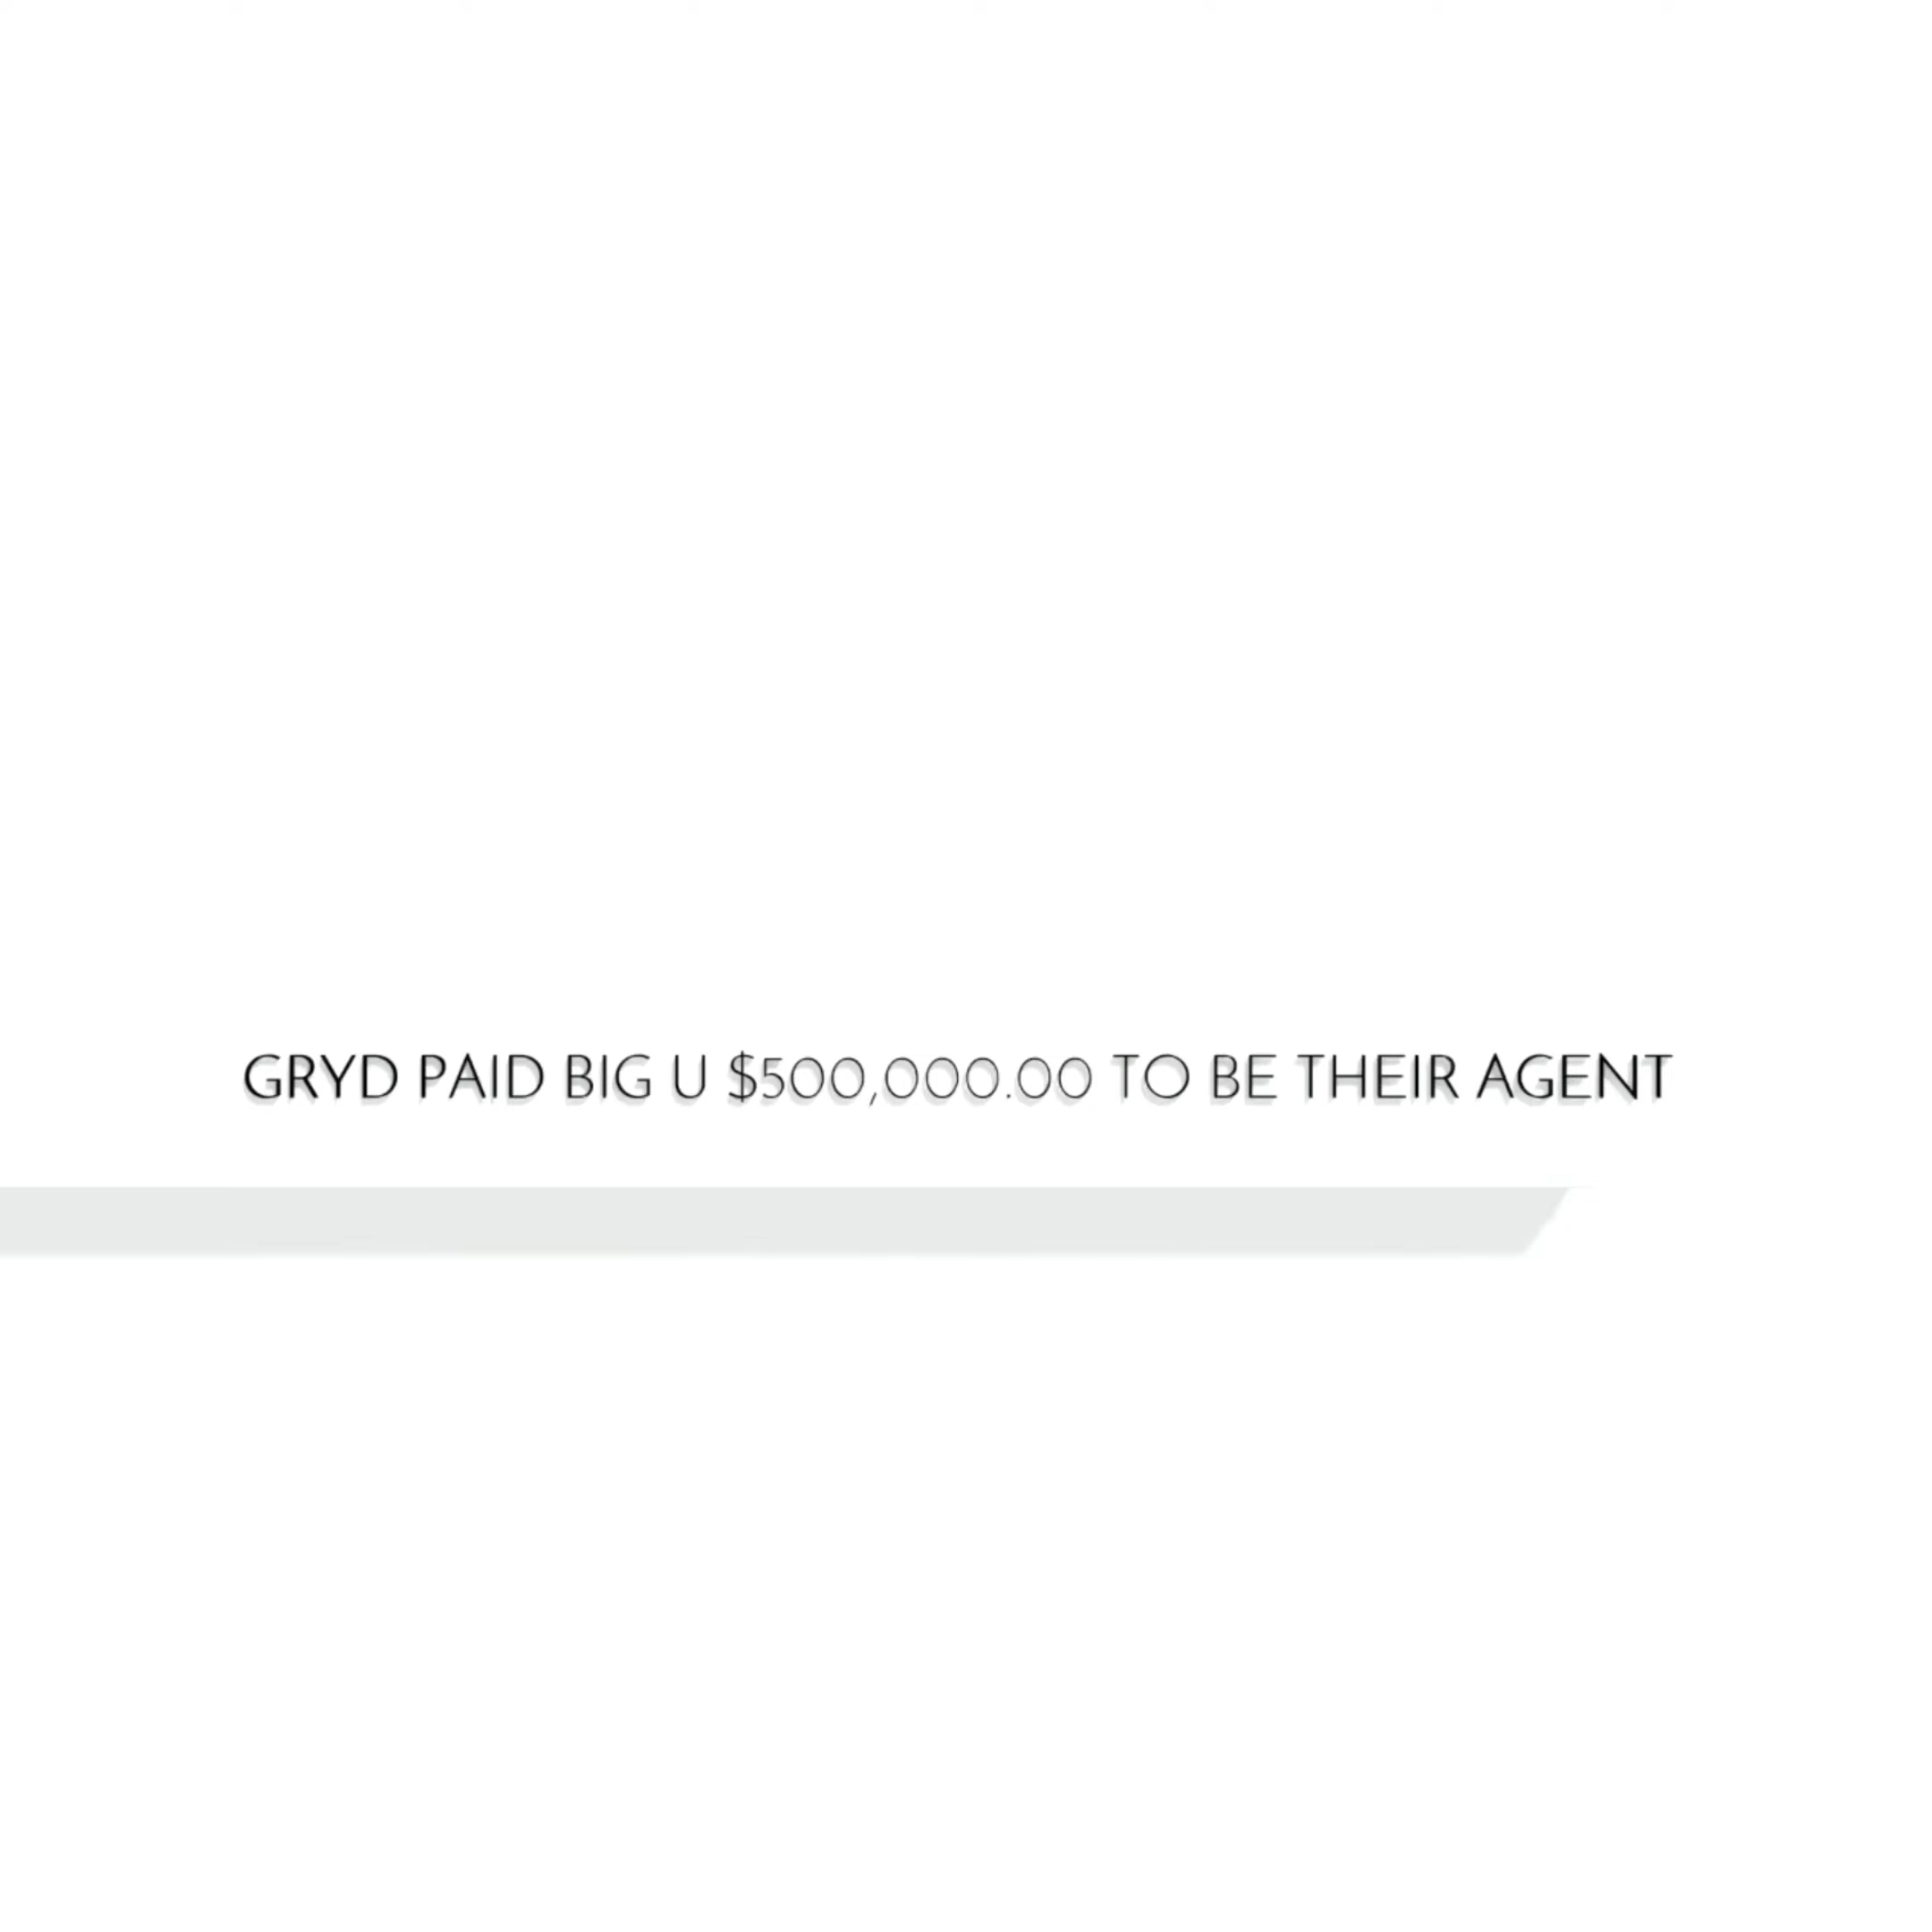 GRYD PAID BIG U $500,000.00 TO BE THEIR AGENT